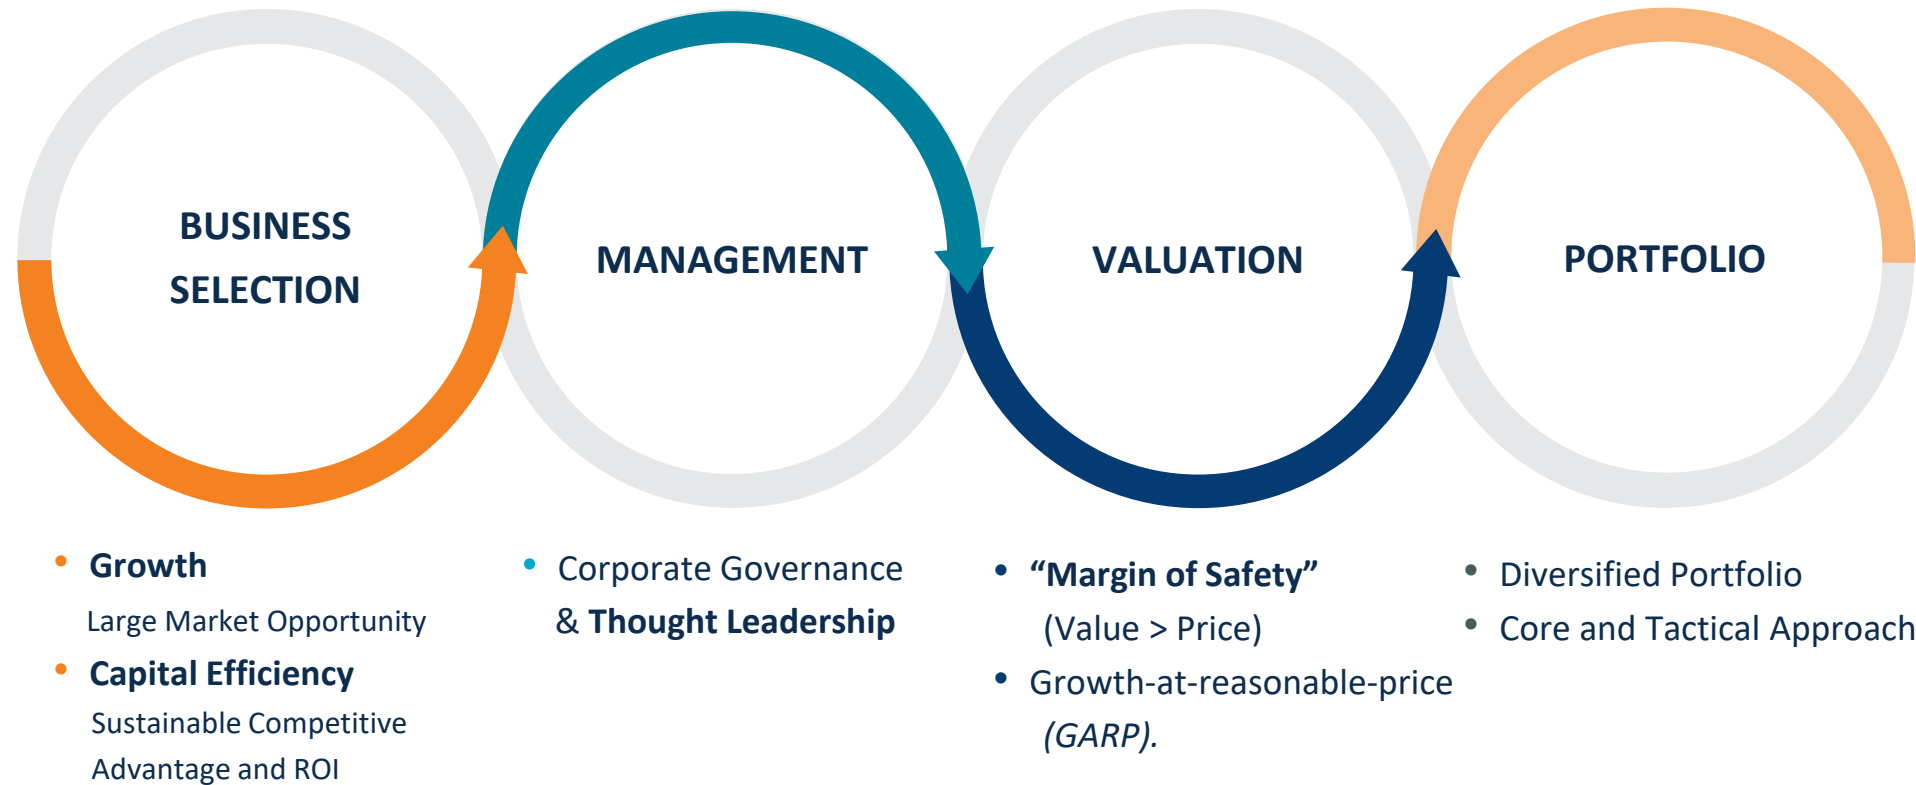 BUSINESS
SELECTION
MANAGEMENT
VALUATION
PORTFOLIO
• Growth
Large Market Opportunity
• Capital Efficiency
Sustainable Competitive
Advantage and ROI
• Corporate Governance
& Thought Leadership
• “Margin of Safety”
(Value > Price)
• Growth-at-reasonable-price
(GARP).
• Diversified Portfolio
• Core and Tactical Approach